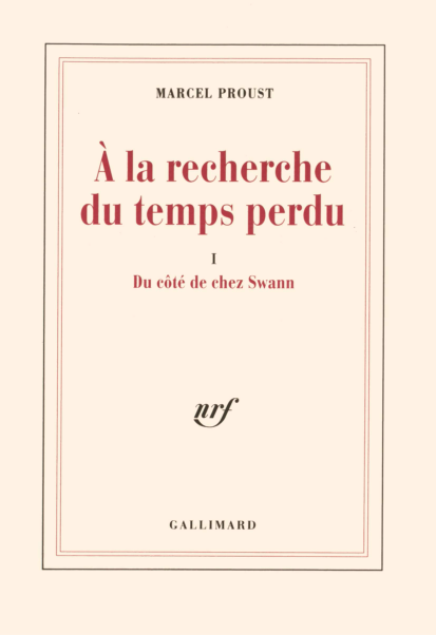 MARCEL PROUST
À la recherche
du temps perdu
I
Du côté de chez Swann
nrf
GALLIMARD